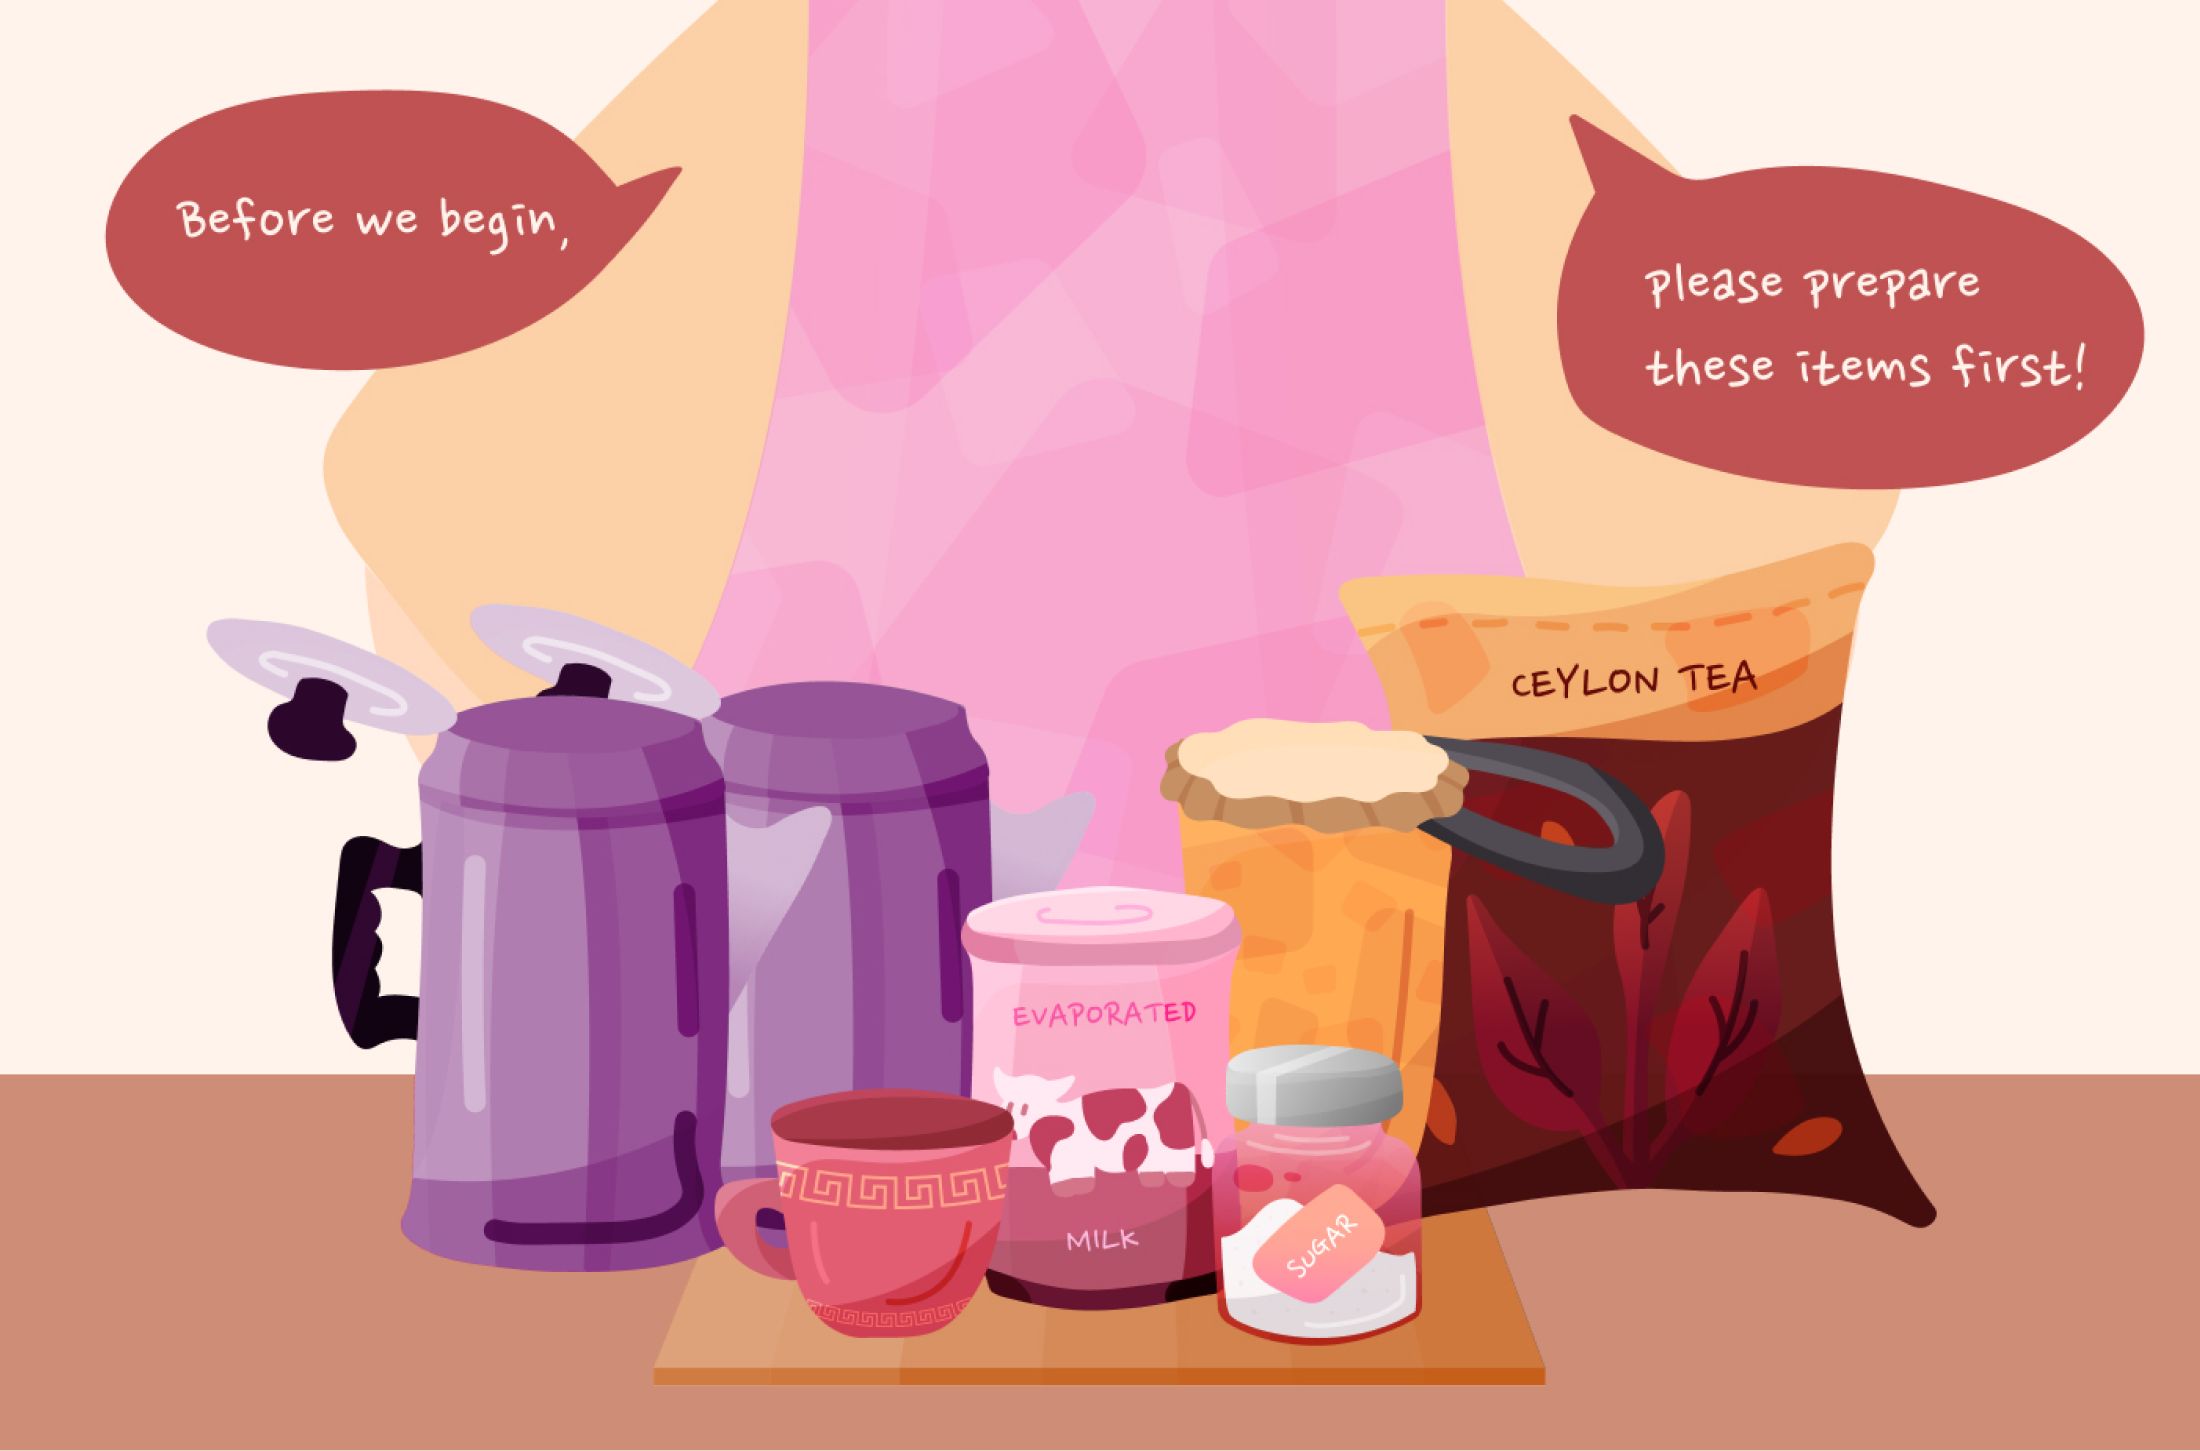 Before we begin,
please prepare
these items first!
CEYLON TEA
EVAPORATED
MILK
SUGAR